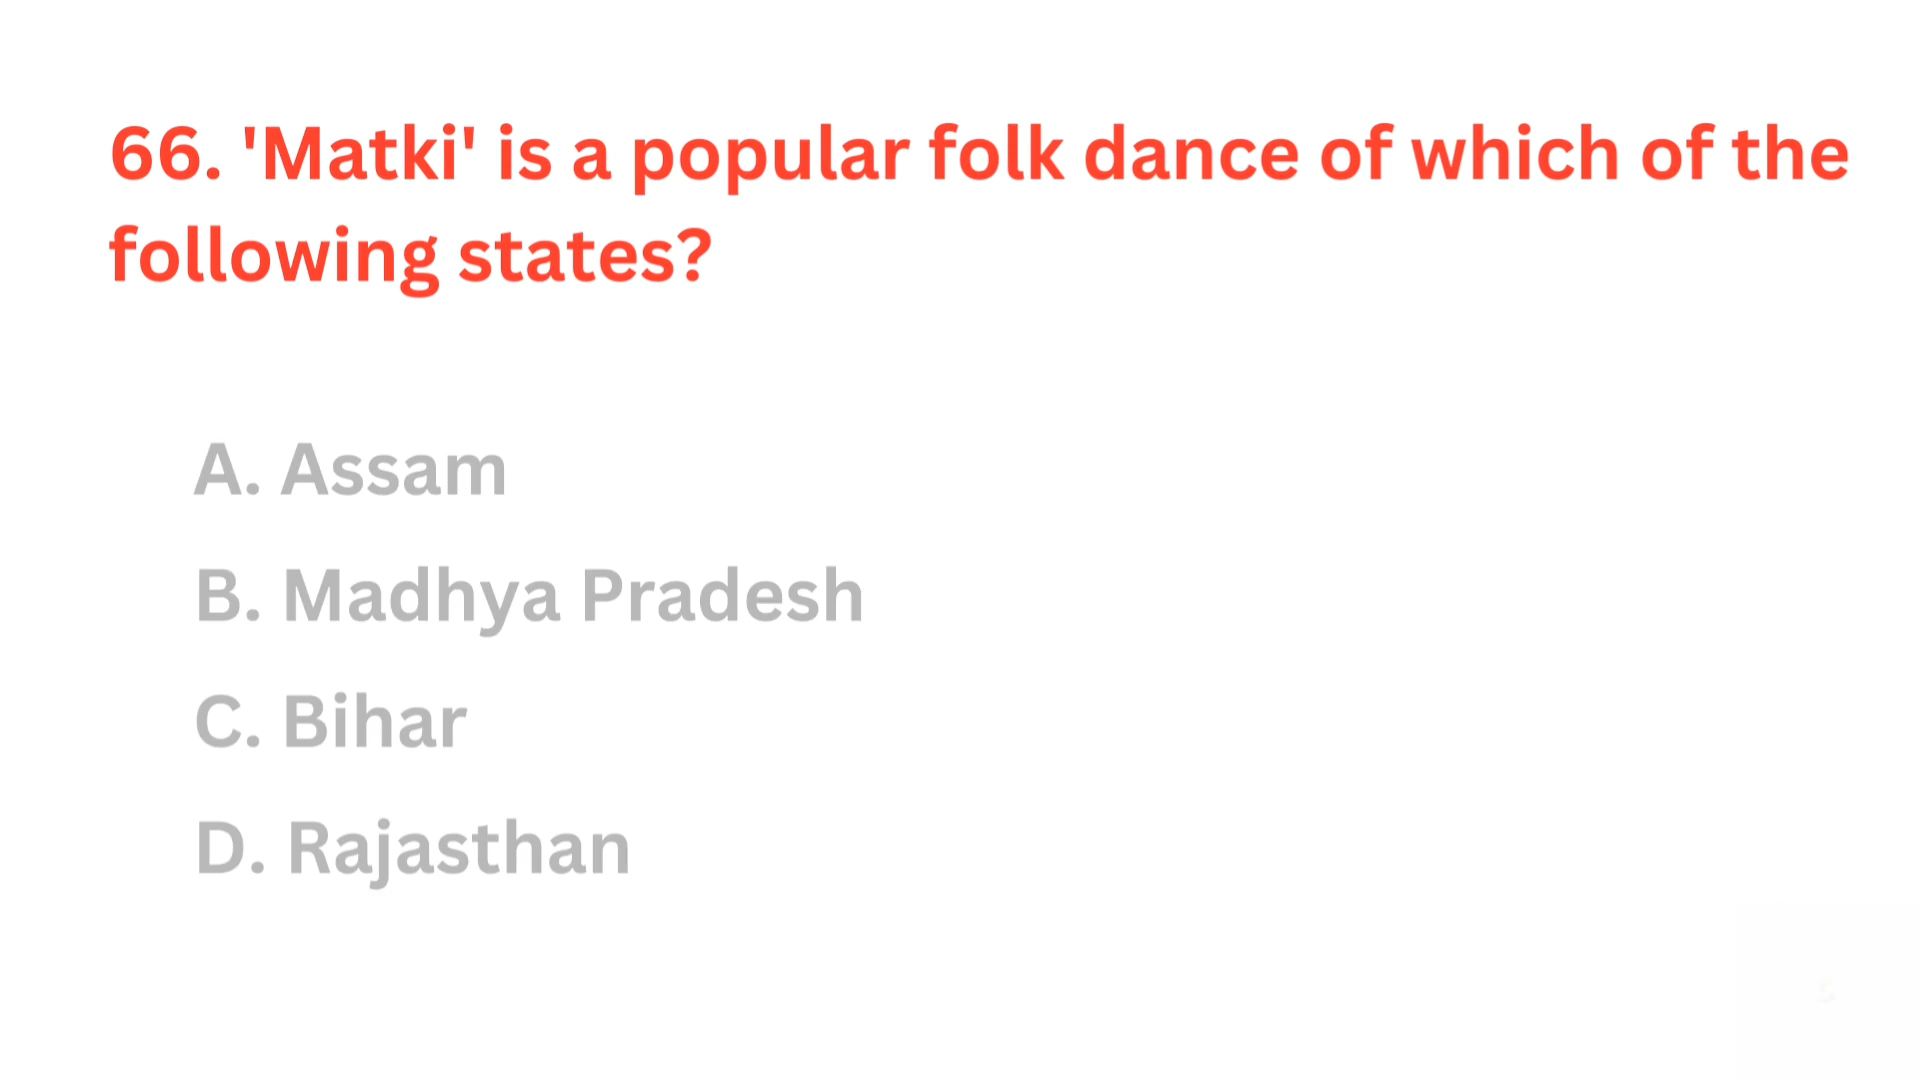 66. 'Matki' is a popular folk dance of which of the
following states?
A. Assam
B. Madhya Pradesh
C. Bihar
D. Rajasthan